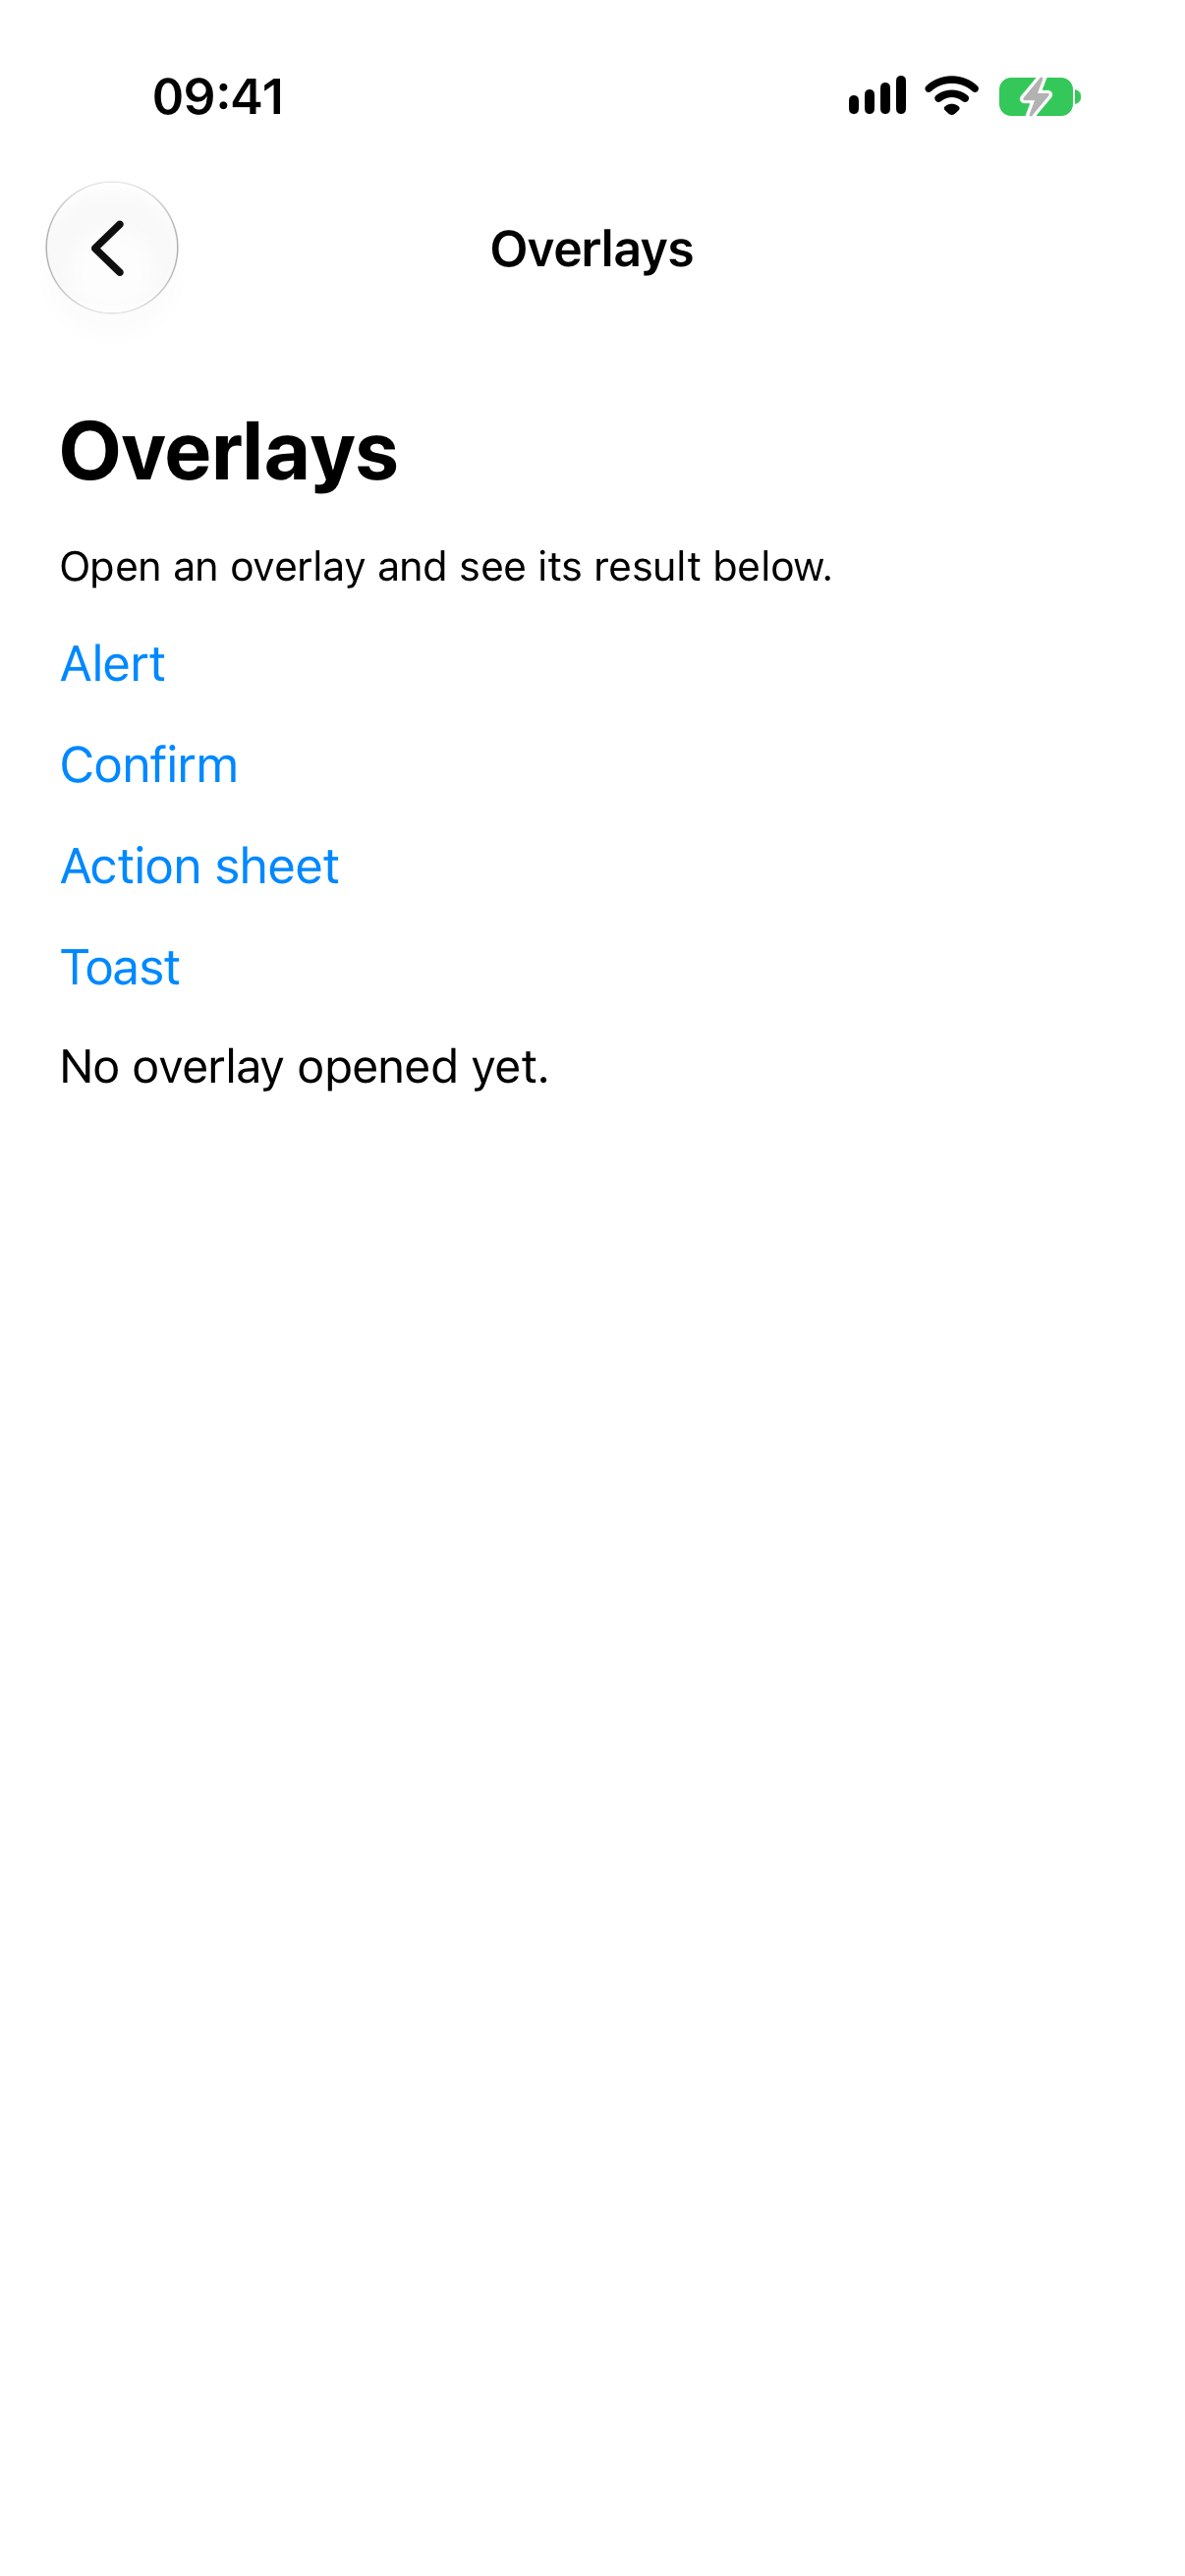 09:41
Overlays
Overlays
Open an overlay and see its result below.
Alert
Confirm
Action sheet
Toast
No overlay opened yet.